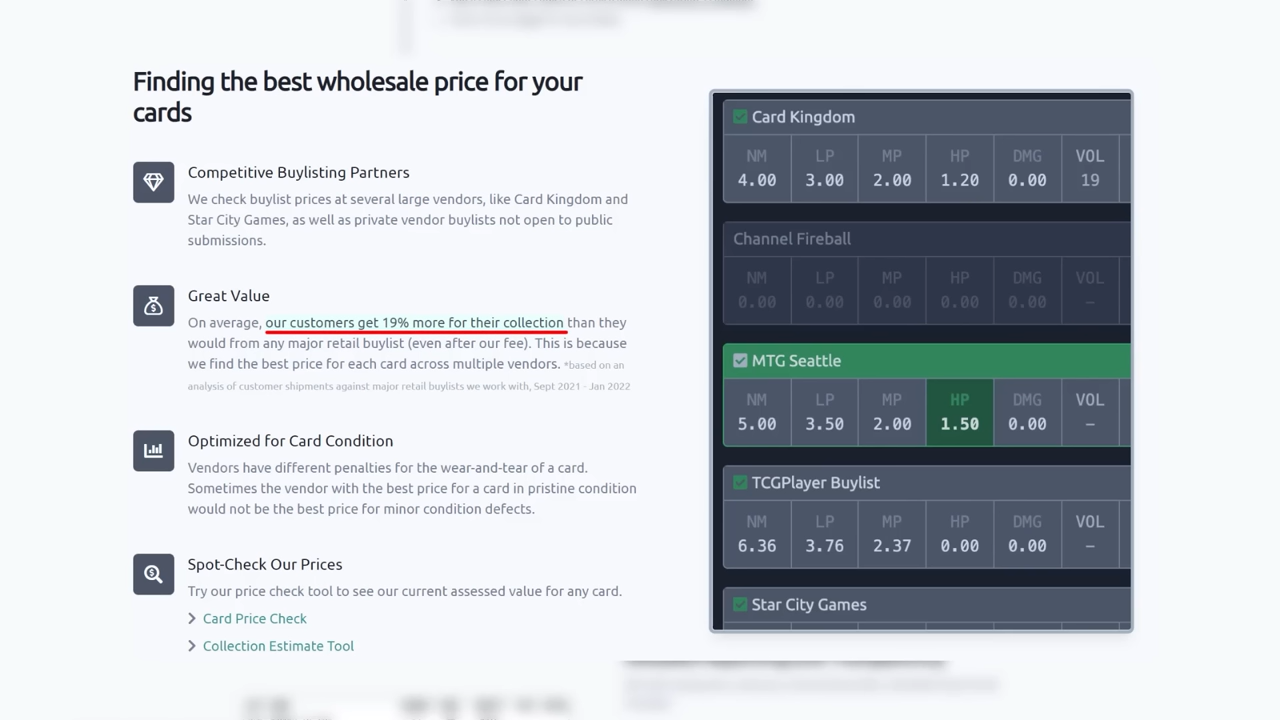 Finding the best wholesale price for your
cards
Competitive Buylisting Partners
We check buylist prices at several large vendors, like Card Kingdom and
Star City Games, as well as private vendor buylists not open to public
submissions.
Great Value
On average, our customers get 19% more for their collection than they
would from any major retail buylist (even after our fee). This is because
we find the best price for each card across multiple vendors. *based on an
analysis of customer shipments against major retail buylists we work with, Sept 2021 - Jan 2022
Optimized for Card Condition
Vendors have different penalties for the wear-and-tear of a card.
Sometimes the vendor with the best price for a card in pristine condition
would not be the best price for minor condition defects.
Spot-Check Our Prices
Try our price check tool to see our current assessed value for any card.
Card Price Check
Collection Estimate Tool
Card Kingdom
NM LP MP HP DMG VOL
4.00 3.00 2.00 1.20 0.00 19
Channel Fireball
NM LP MP HP DMG VOL
0.00 0.00 0.00 0.00 0.00 –
MTG Seattle
NM LP MP HP DMG VOL
5.00 3.50 2.00 1.50 0.00 –
TCGPlayer Buylist
NM LP MP HP DMG VOL
6.36 3.76 2.37 0.00 0.00 –
Star City Games